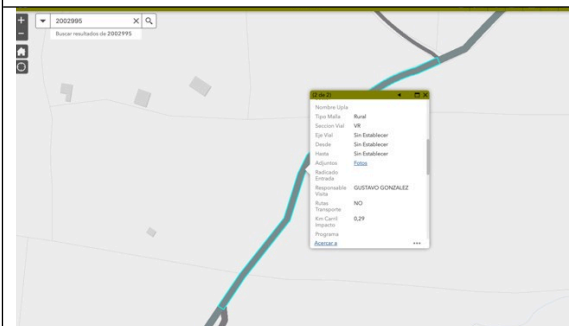 2002995
Buscar resultados de 2002995
(2 de 2)
Nombre Upla
Tipo Malla Rural
Seccion Vial VR
Eje Vial Sin Establecer
Desde Sin Establecer
Hasta Sin Establecer
Adjuntos Fotos
Radicado Entrada
Responsable Visita GUSTAVO GONZALEZ
Rutas Transporte NO
Km Carril Impacto 0,29
Programa
Acercar a ...